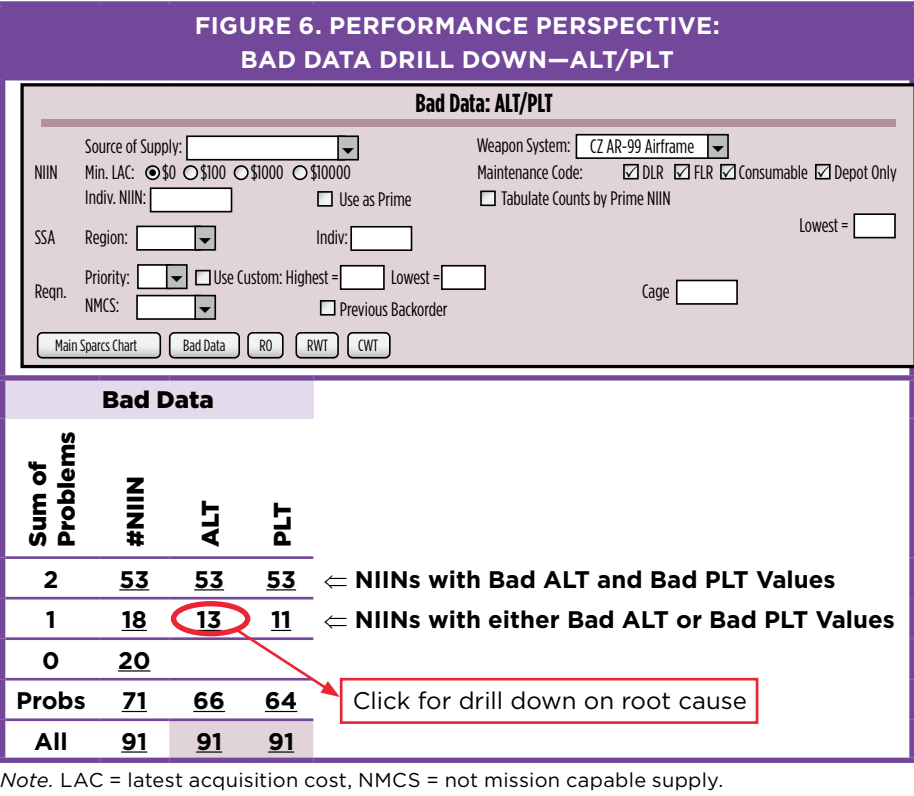 FIGURE 6. PERFORMANCE PERSPECTIVE:
BAD DATA DRILL DOWN—ALT/PLT
Bad Data: ALT/PLT
Source of Supply: Weapon System: CZ AR-99 Airframe
NIIN Min. LAC: $0 $100 $1000 $10000 Maintenance Code: DLR FLR Consumable Depot Only
Indiv. NIIN: Use as Prime Tabulate Counts by Prime NIIN
Lowest =
SSA Region: Indiv:
Reqn. Priority: Use Custom: Highest = Lowest =
Cage
NMCS: Previous Backorder
Main Sparcs Chart Bad Data RO RWT CWT
Bad Data
Sum of
Problems
#NIIN
ALT
PLT
2 53 53 53 ⇐ NIINs with Bad ALT and Bad PLT Values
1 18 13 11 ⇐ NIINs with either Bad ALT or Bad PLT Values
0 20
Probs 71 66 64 Click for drill down on root cause
All 91 91 91
Note. LAC = latest acquisition cost, NMCS = not mission capable supply.